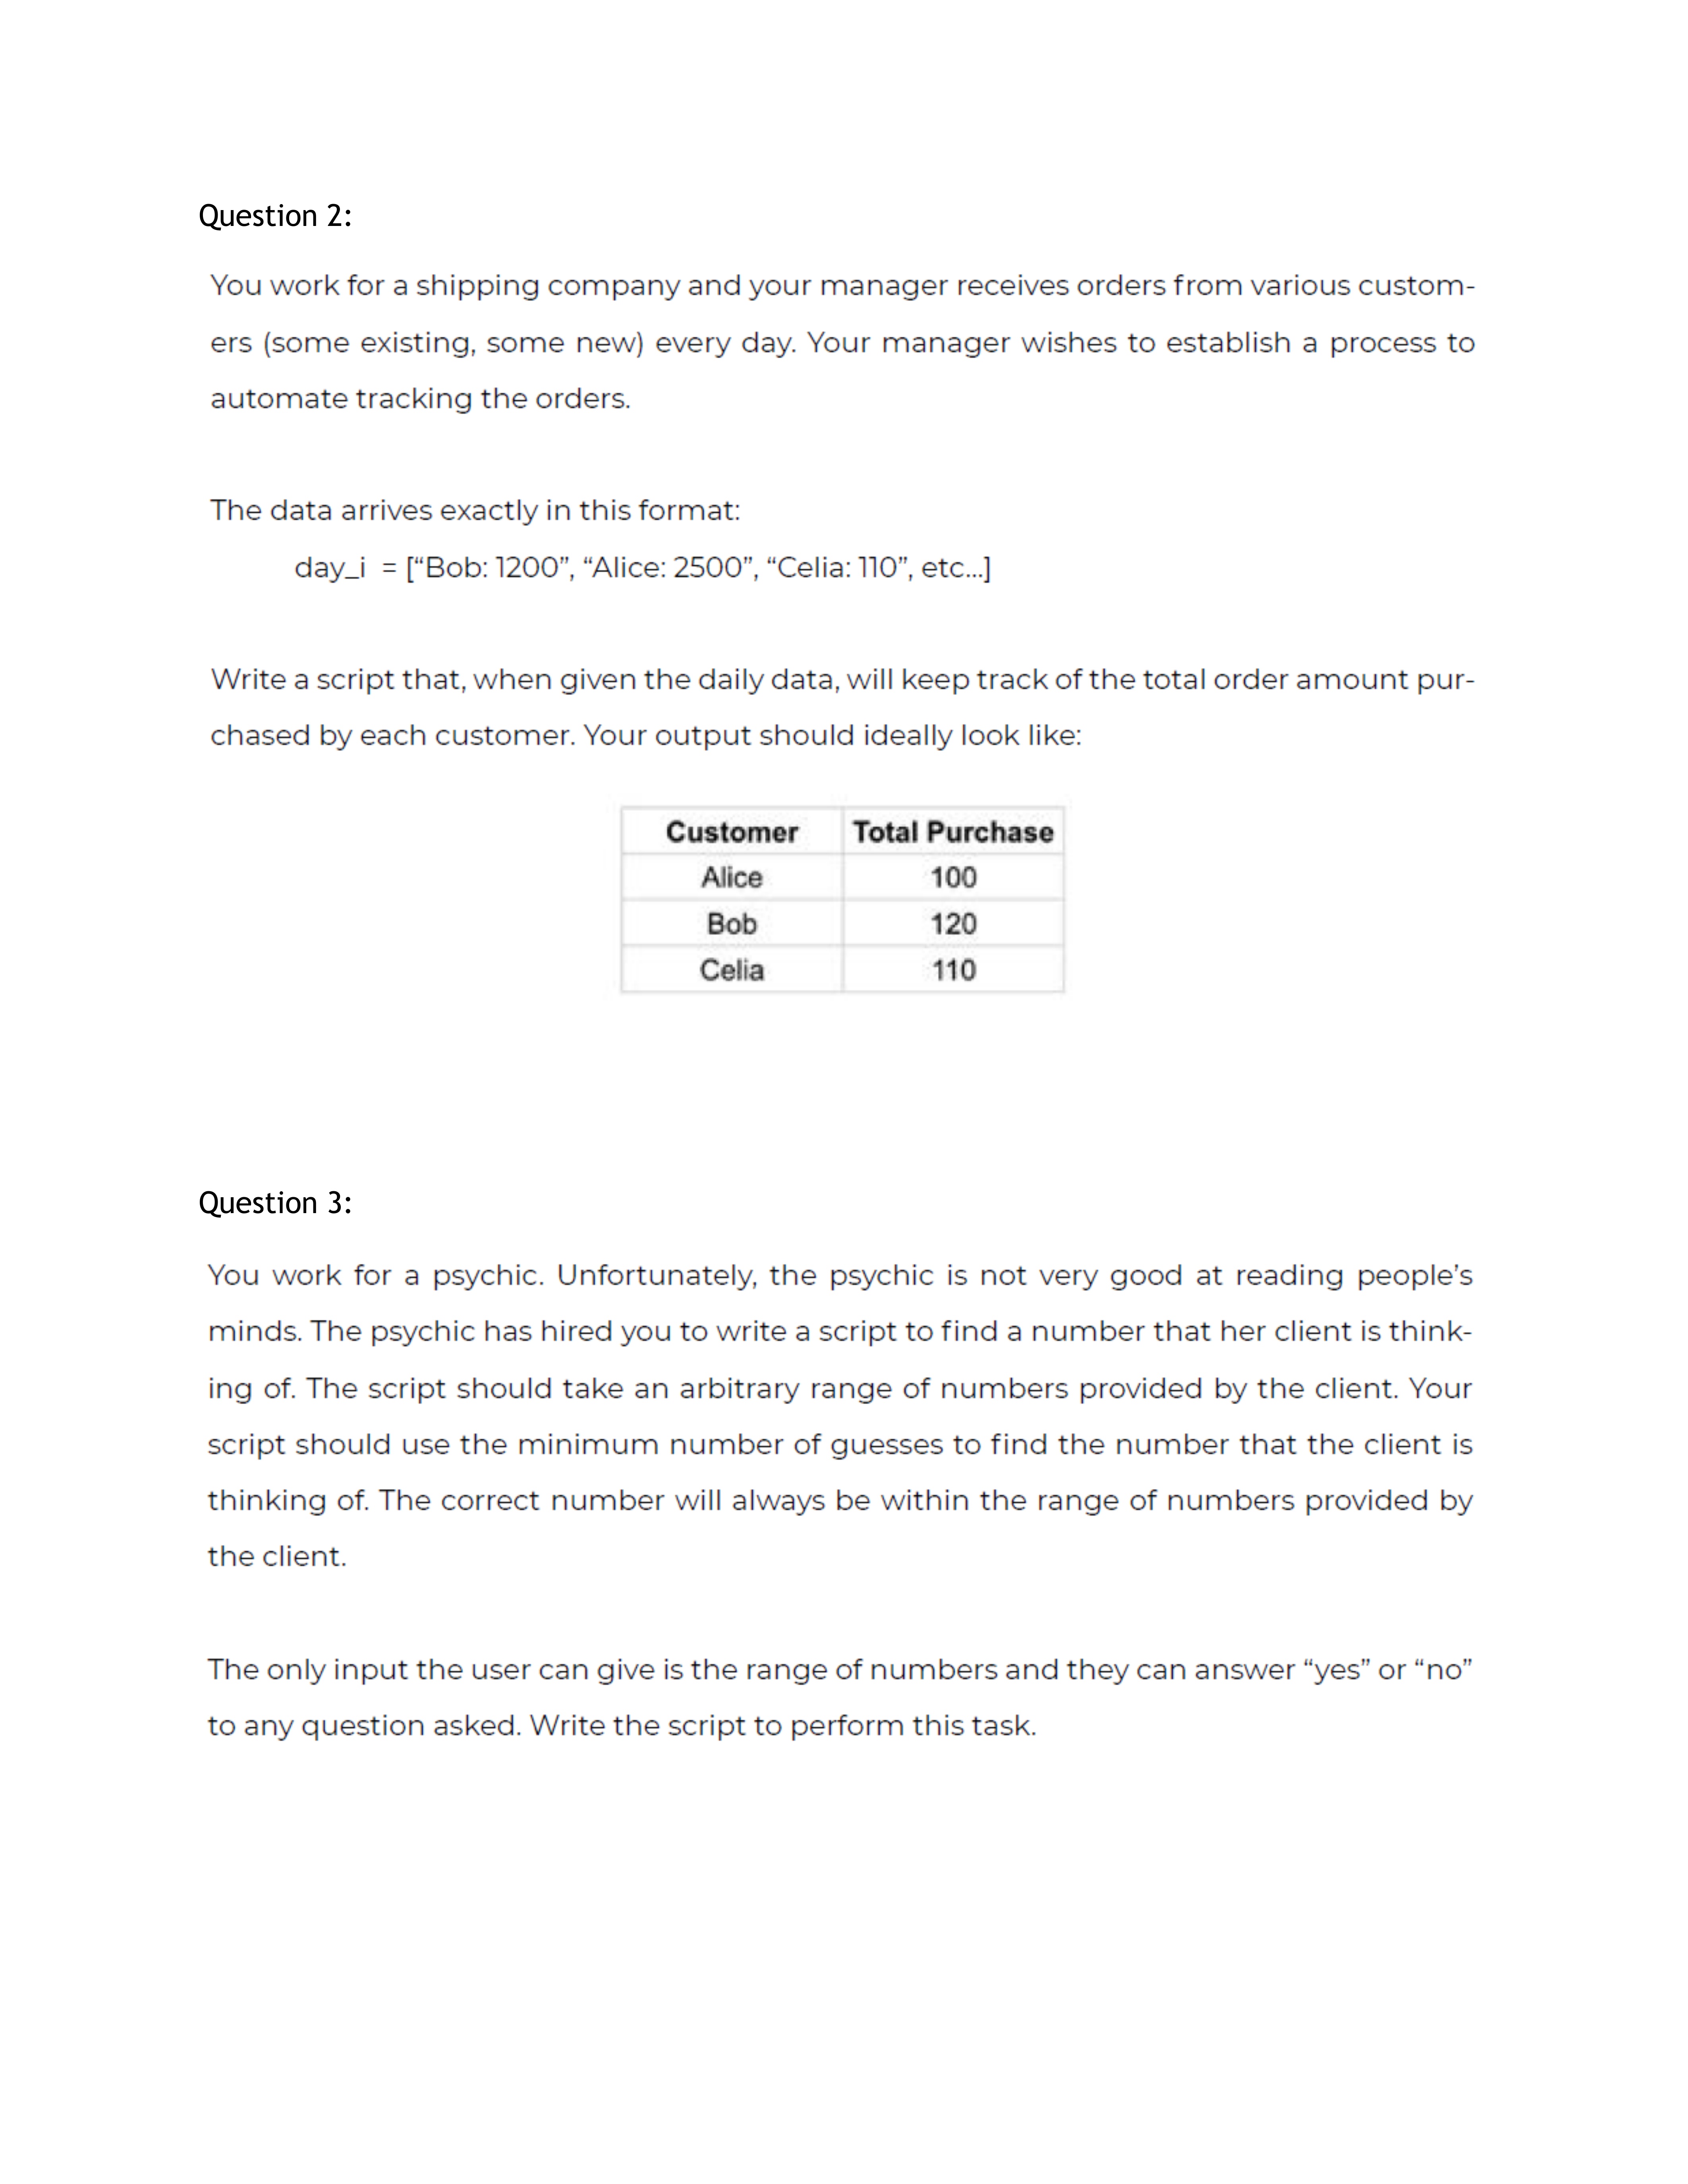 Question 2:
You work for a shipping company and your manager receives orders from various custom-
ers (some existing, some new) every day. Your manager wishes to establish a process to
automate tracking the orders.
The data arrives exactly in this format:
day_i = [“Bob: 1200”, “Alice: 2500”, “Celia: 110”, etc...]
Write a script that, when given the daily data, will keep track of the total order amount pur-
chased by each customer. Your output should ideally look like:
Customer Total Purchase
Alice 100
Bob 120
Celia 110
Question 3:
You work for a psychic. Unfortunately, the psychic is not very good at reading people’s
minds. The psychic has hired you to write a script to find a number that her client is think-
ing of. The script should take an arbitrary range of numbers provided by the client. Your
script should use the minimum number of guesses to find the number that the client is
thinking of. The correct number will always be within the range of numbers provided by
the client.
The only input the user can give is the range of numbers and they can answer “yes” or “no”
to any question asked. Write the script to perform this task.